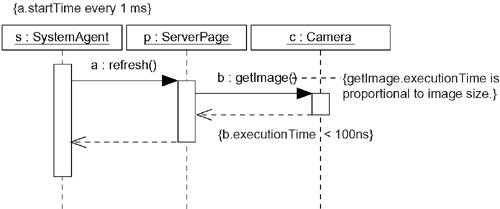 {a.startTime every 1 ms}
s : SystemAgent
p : ServerPage
c : Camera
a : refresh()
b : getImage()
{getImage.executionTime is
proportional to image size.}
{b.executionTime < 100ns}